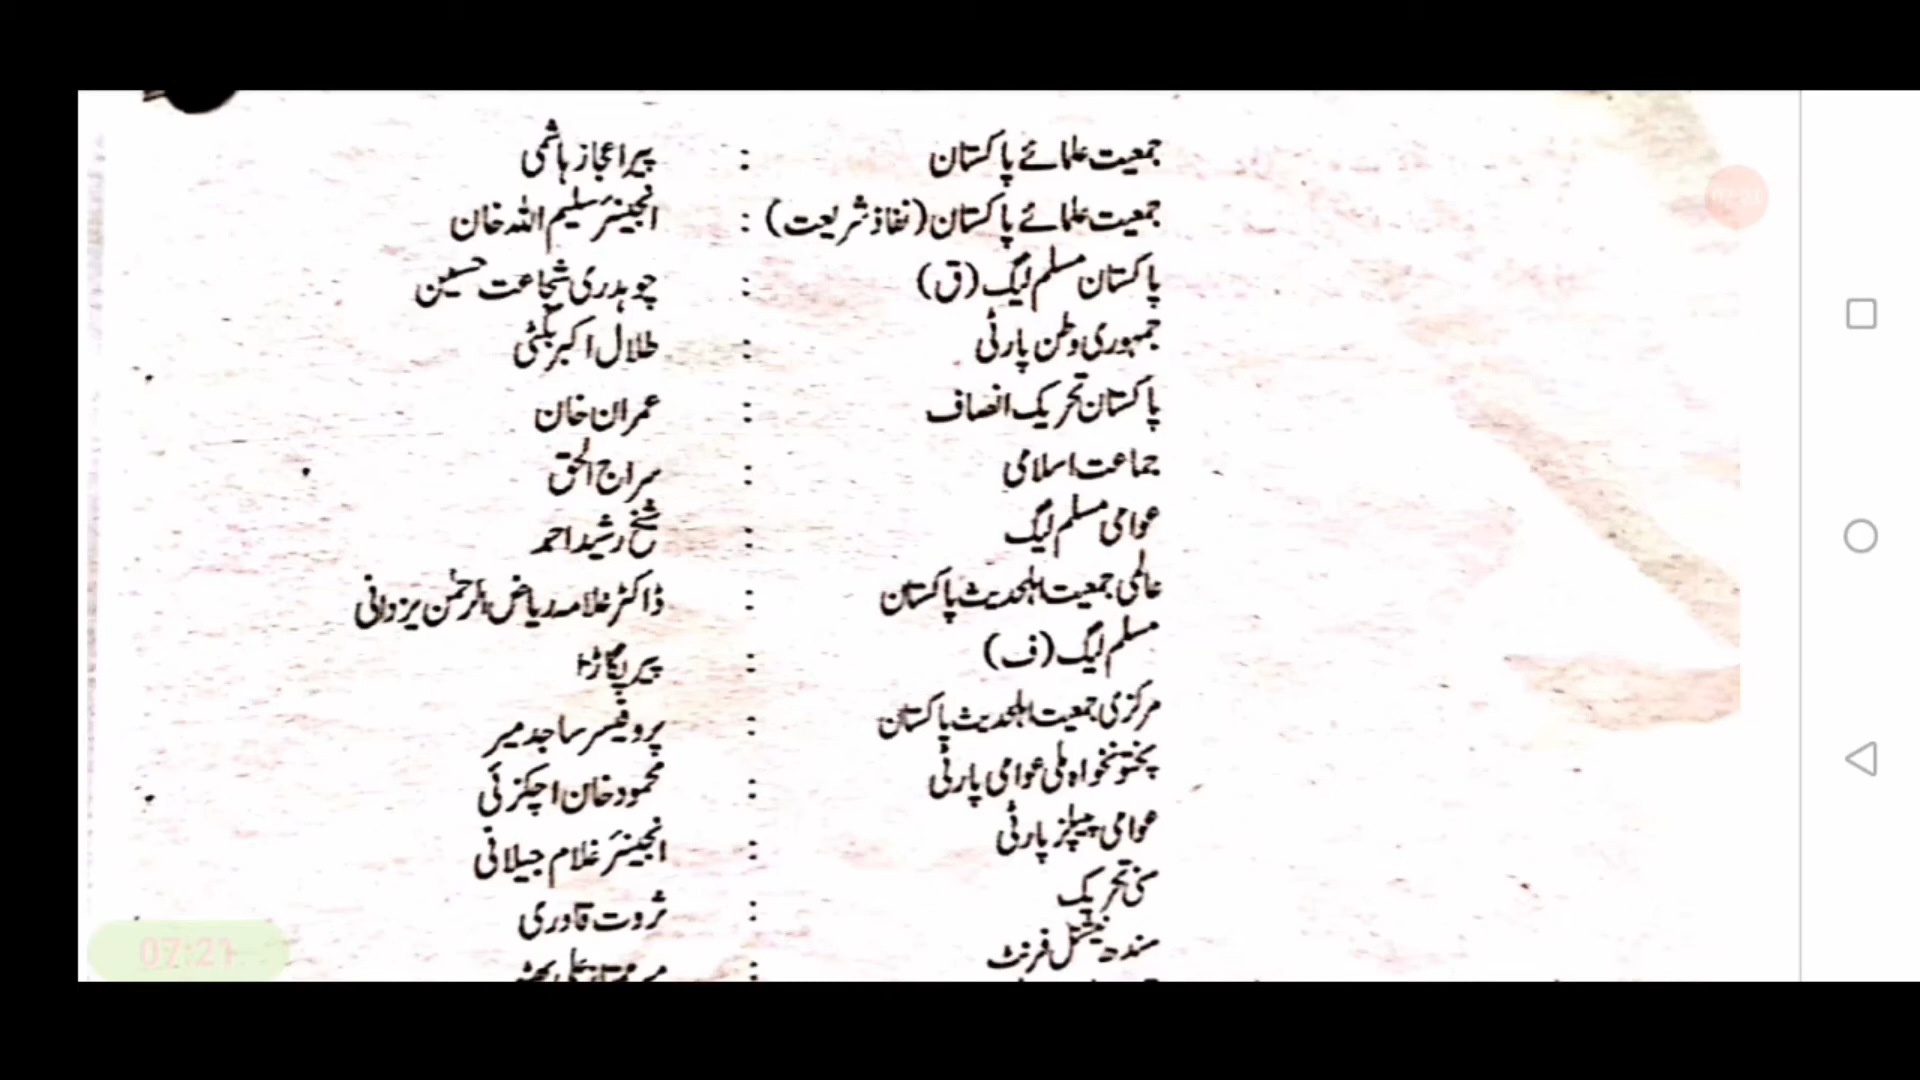 جمعیت علمائے پاکستان : پیر اعجاز ہاشمی
جمعیت علمائے پاکستان (نفاذ شریعت) : انجینئر سلیم اللہ خان
پاکستان مسلم لیگ (ق) : چوہدری شجاعت حسین
جمہوری وطن پارٹی : طلال اکبر بگٹی
پاکستان تحریک انصاف : عمران خان
جماعت اسلامی : سراج الحق
عوامی مسلم لیگ : شیخ رشید احمد
عالمی جمعیت اہلحدیث پاکستان : ڈاکٹر علامہ ریاض الرحمٰن یزدانی
مسلم لیگ (ف) : پیر پگاڑا
مرکزی جمعیت اہلحدیث پاکستان : پروفیسر ساجد میر
پختونخواہ ملی عوامی پارٹی : محمود خان اچکزئی
عوامی پیپلز پارٹی : انجینئر غلام جیلانی
سنی تحریک : ثروت قادری
سندھ نیشنل فرنٹ :
07:21